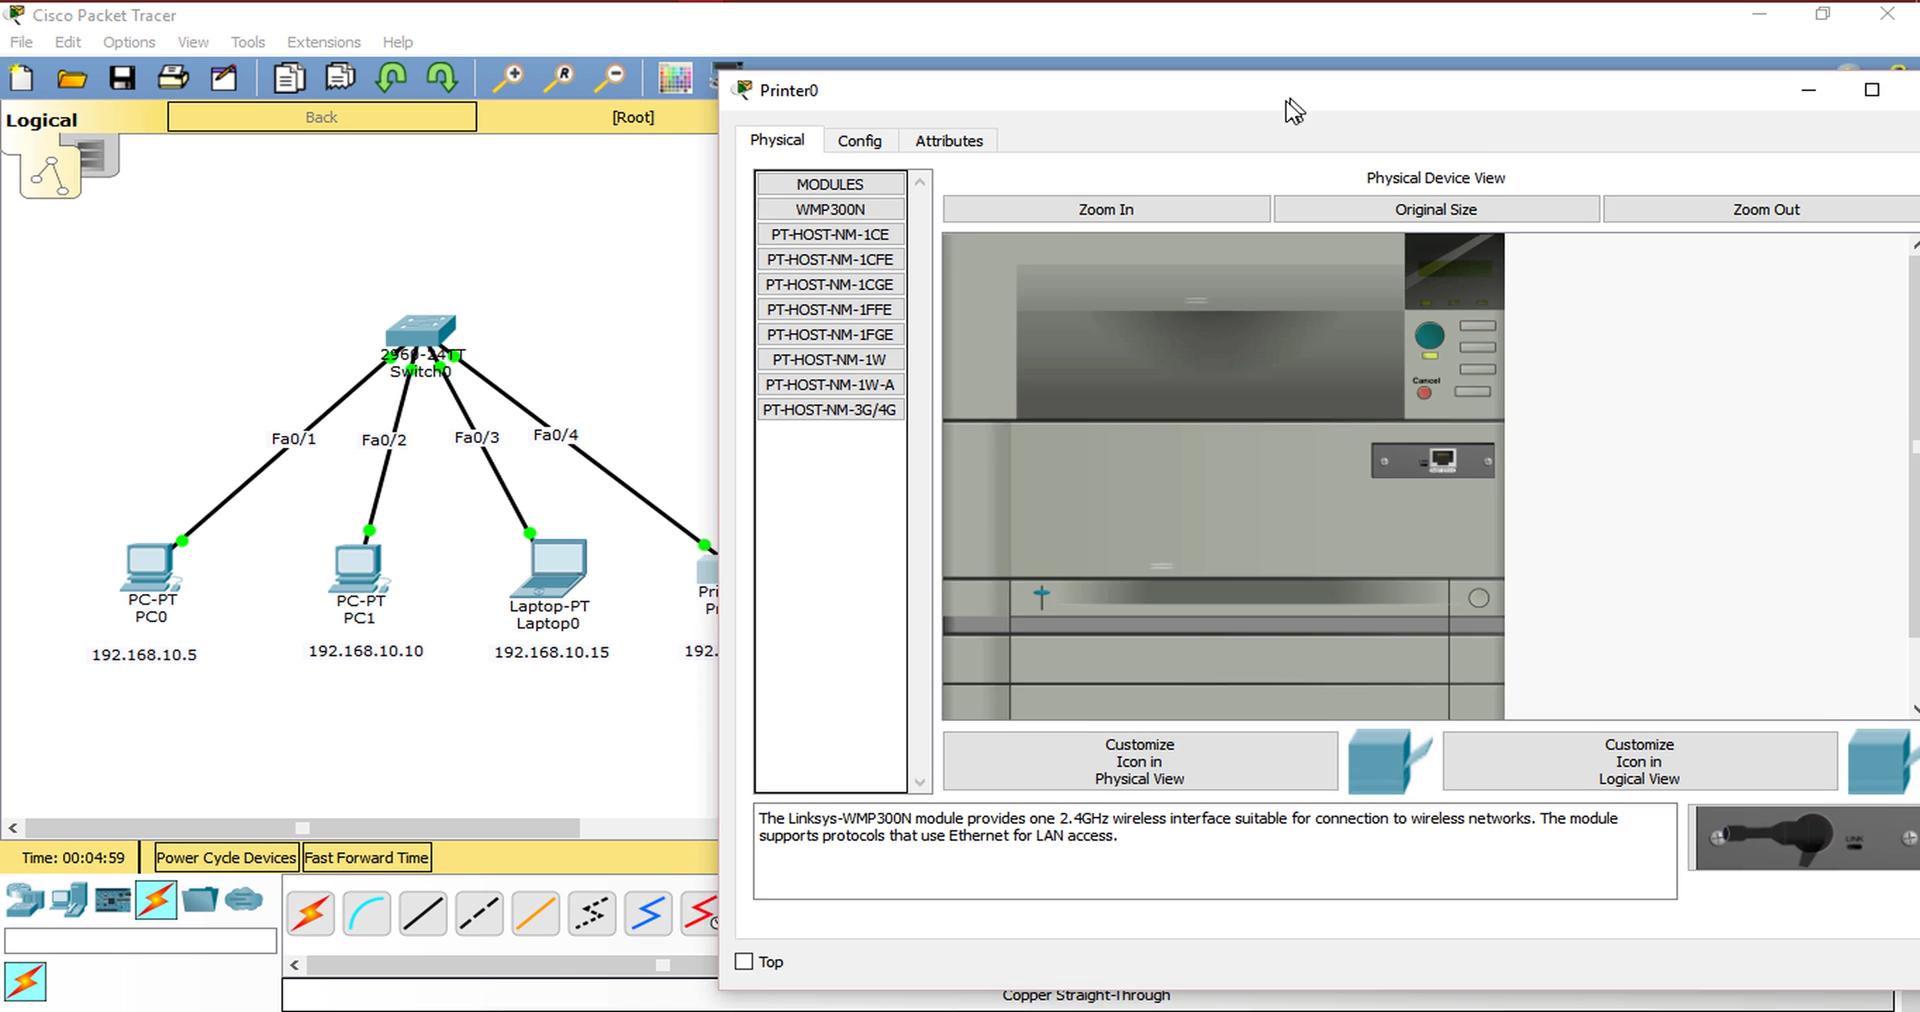 Cisco Packet Tracer
File Edit Options View Tools Extensions Help
Logical
Back
[Root]
2960-24TT
Switch0
Fa0/1
Fa0/2
Fa0/3
Fa0/4
PC-PT
PC0
192.168.10.5
PC-PT
PC1
192.168.10.10
Laptop-PT
Laptop0
192.168.10.15
Pri
Pr
192.
Time: 00:04:59
Power Cycle Devices
Fast Forward Time
Printer0
Physical Config Attributes
MODULES
WMP300N
PT-HOST-NM-1CE
PT-HOST-NM-1CFE
PT-HOST-NM-1CGE
PT-HOST-NM-1FFE
PT-HOST-NM-1FGE
PT-HOST-NM-1W
PT-HOST-NM-1W-A
PT-HOST-NM-3G/4G
Physical Device View
Zoom In
Original Size
Zoom Out
Cancel
Customize
Icon in
Physical View
Customize
Icon in
Logical View
The Linksys-WMP300N module provides one 2.4GHz wireless interface suitable for connection to wireless networks. The module
supports protocols that use Ethernet for LAN access.
LINK
Top
Copper Straight-Through